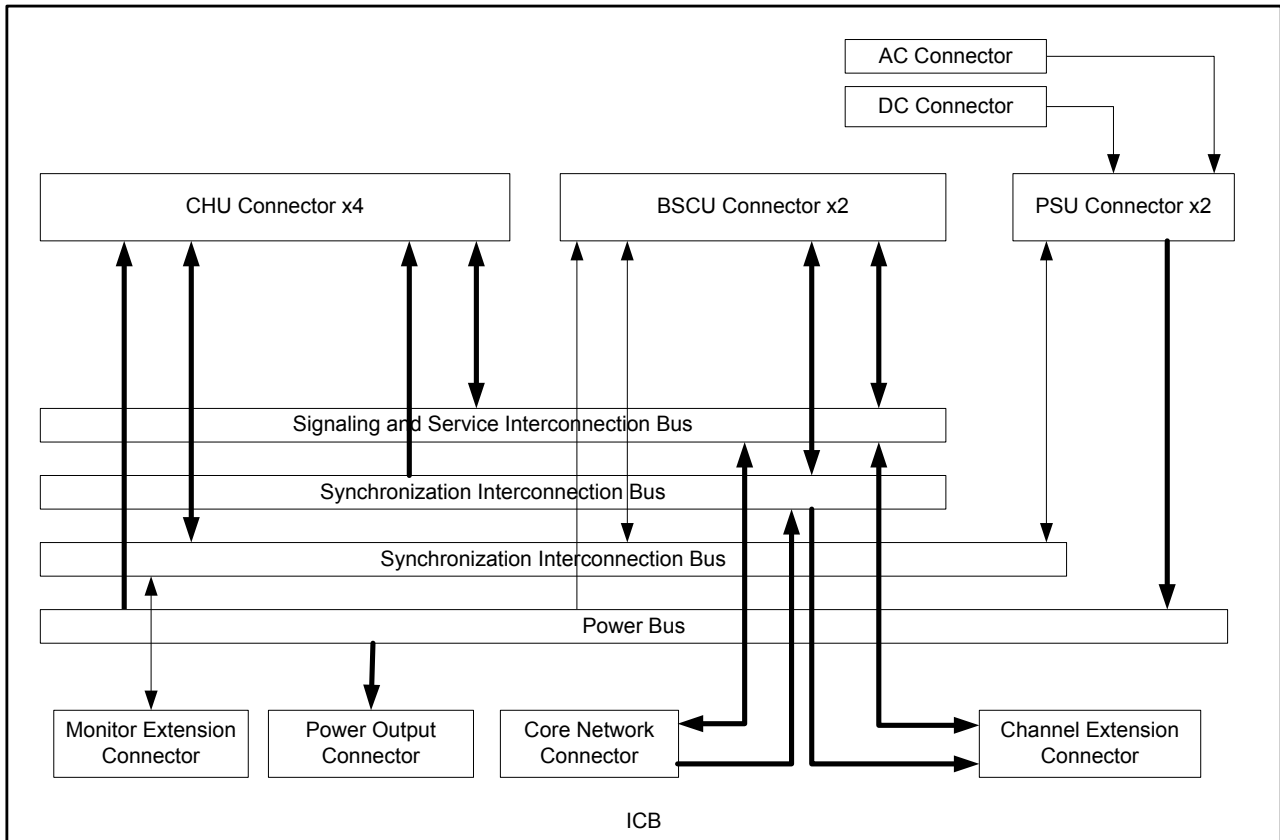 AC Connector
DC Connector
CHU Connector x4
BSCU Connector x2
PSU Connector x2
Signaling and Service Interconnection Bus
Synchronization Interconnection Bus
Synchronization Interconnection Bus
Power Bus
Monitor Extension
Connector
Power Output
Connector
Core Network
Connector
Channel Extension
Connector
ICB